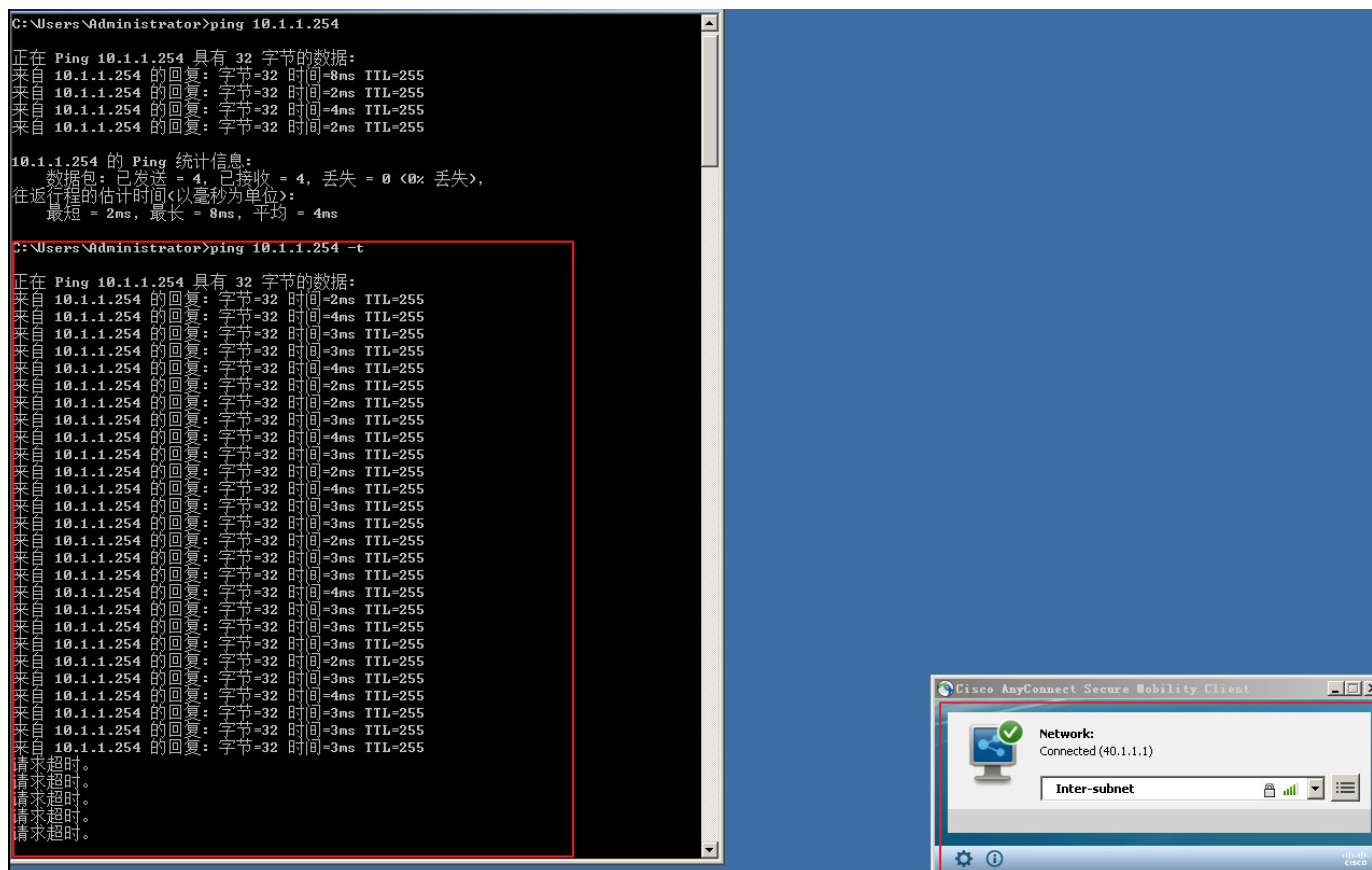 C:\Users\Administrator>ping 10.1.1.254
正在 Ping 10.1.1.254 具有 32 字节的数据:
来自 10.1.1.254 的回复: 字节=32 时间=8ms TTL=255
来自 10.1.1.254 的回复: 字节=32 时间=2ms TTL=255
来自 10.1.1.254 的回复: 字节=32 时间=4ms TTL=255
来自 10.1.1.254 的回复: 字节=32 时间=2ms TTL=255
10.1.1.254 的 Ping 统计信息:
数据包: 已发送 = 4, 已接收 = 4, 丢失 = 0 (0% 丢失),
往返行程的估计时间(以毫秒为单位):
最短 = 2ms, 最长 = 8ms, 平均 = 4ms
C:\Users\Administrator>ping 10.1.1.254 -t
正在 Ping 10.1.1.254 具有 32 字节的数据:
来自 10.1.1.254 的回复: 字节=32 时间=2ms TTL=255
来自 10.1.1.254 的回复: 字节=32 时间=4ms TTL=255
来自 10.1.1.254 的回复: 字节=32 时间=3ms TTL=255
来自 10.1.1.254 的回复: 字节=32 时间=3ms TTL=255
来自 10.1.1.254 的回复: 字节=32 时间=4ms TTL=255
来自 10.1.1.254 的回复: 字节=32 时间=2ms TTL=255
来自 10.1.1.254 的回复: 字节=32 时间=2ms TTL=255
来自 10.1.1.254 的回复: 字节=32 时间=3ms TTL=255
来自 10.1.1.254 的回复: 字节=32 时间=4ms TTL=255
来自 10.1.1.254 的回复: 字节=32 时间=3ms TTL=255
来自 10.1.1.254 的回复: 字节=32 时间=2ms TTL=255
来自 10.1.1.254 的回复: 字节=32 时间=4ms TTL=255
来自 10.1.1.254 的回复: 字节=32 时间=3ms TTL=255
来自 10.1.1.254 的回复: 字节=32 时间=3ms TTL=255
来自 10.1.1.254 的回复: 字节=32 时间=2ms TTL=255
来自 10.1.1.254 的回复: 字节=32 时间=3ms TTL=255
来自 10.1.1.254 的回复: 字节=32 时间=3ms TTL=255
来自 10.1.1.254 的回复: 字节=32 时间=4ms TTL=255
来自 10.1.1.254 的回复: 字节=32 时间=3ms TTL=255
来自 10.1.1.254 的回复: 字节=32 时间=3ms TTL=255
来自 10.1.1.254 的回复: 字节=32 时间=3ms TTL=255
来自 10.1.1.254 的回复: 字节=32 时间=2ms TTL=255
来自 10.1.1.254 的回复: 字节=32 时间=3ms TTL=255
来自 10.1.1.254 的回复: 字节=32 时间=4ms TTL=255
来自 10.1.1.254 的回复: 字节=32 时间=3ms TTL=255
来自 10.1.1.254 的回复: 字节=32 时间=3ms TTL=255
来自 10.1.1.254 的回复: 字节=32 时间=3ms TTL=255
请求超时。
请求超时。
请求超时。
请求超时。
请求超时。
Cisco AnyConnect Secure Mobility Client
Network:
Connected (40.1.1.1)
Inter-subnet
CISCO